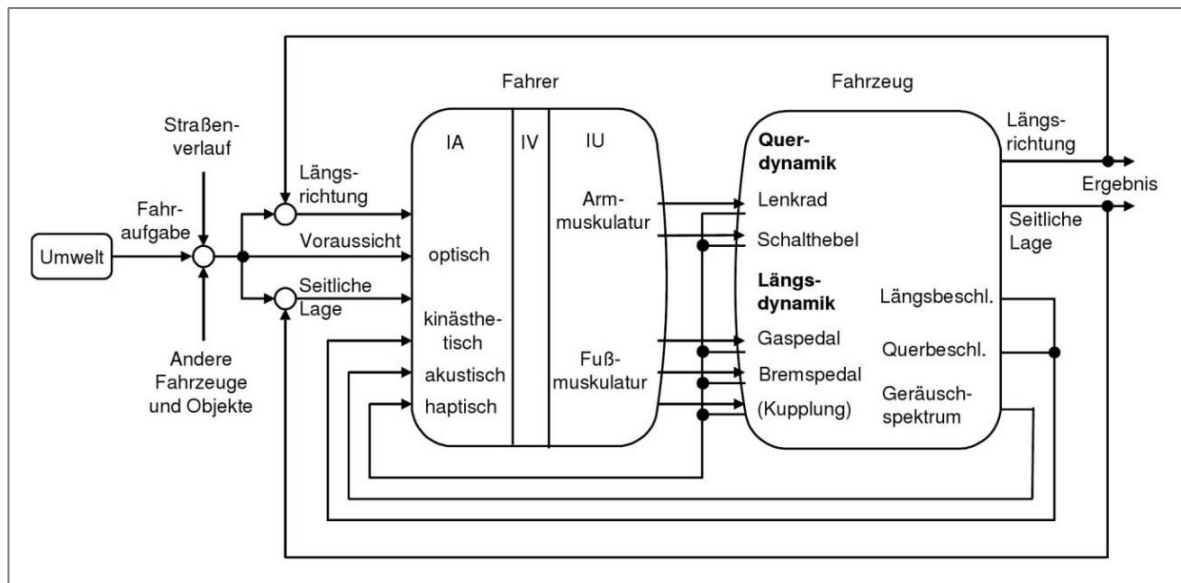 Fahrer
Fahrzeug
Straßen-
verlauf
Fahr-
aufgabe
Umwelt
Andere
Fahrzeuge
und Objekte
Längs-
richtung
Voraussicht
Seitliche
Lage
IA
IV
IU
optisch
kinästhe-
tisch
akustisch
haptisch
Arm-
muskulatur
Fuß-
muskulatur
Quer-
dynamik
Lenkrad
Schalthebel
Längs-
dynamik
Gaspedal
Bremspedal
(Kupplung)
Längsbeschl.
Querbeschl.
Geräusch-
spektrum
Längs-
richtung
Ergebnis
Seitliche
Lage